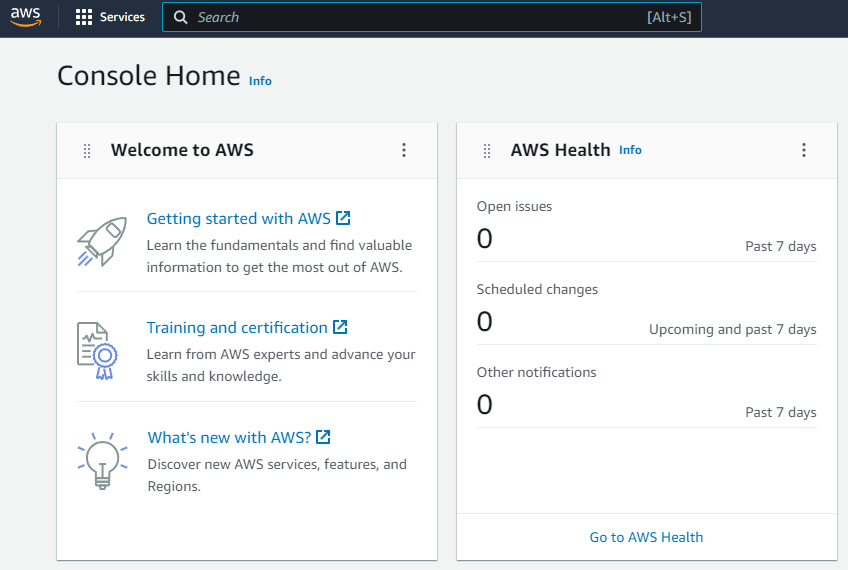 aws
Services
Search
[Alt+S]
Console Home Info
Welcome to AWS
Getting started with AWS
Learn the fundamentals and find valuable
information to get the most out of AWS.
Training and certification
Learn from AWS experts and advance your
skills and knowledge.
What's new with AWS?
Discover new AWS services, features, and
Regions.
AWS Health Info
Open issues
0
Past 7 days
Scheduled changes
0
Upcoming and past 7 days
Other notifications
0
Past 7 days
Go to AWS Health